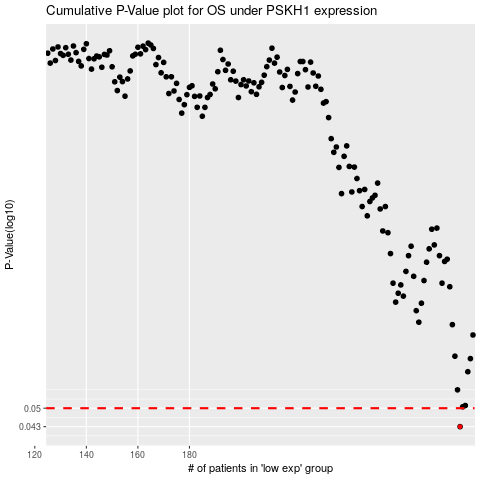 Cumulative P-Value plot for OS under PSKH1 expression
P-Value(log10)
0.05
0.043
120 140 160 180
# of patients in 'low exp' group